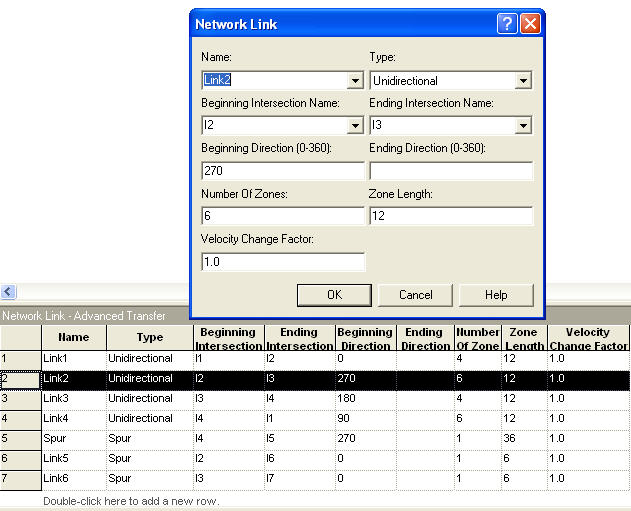 Network Link
Name: Type:
Link2 Unidirectional
Beginning Intersection Name: Ending Intersection Name:
I2 I3
Beginning Direction (0-360): Ending Direction (0-360):
270
Number Of Zones: Zone Length:
6 12
Velocity Change Factor:
1.0
OK Cancel Help
Network Link - Advanced Transfer
Name Type Beginning Intersection Ending Intersection Beginning Direction Ending Direction Number Of Zone Zone Length Velocity Change Factor
1 Link1 Unidirectional I1 I2 0 4 12 1.0
2 Link2 Unidirectional I2 I3 270 6 12 1.0
3 Link3 Unidirectional I3 I4 180 4 12 1.0
4 Link4 Unidirectional I4 I1 90 6 12 1.0
5 Spur Spur I4 I5 270 1 36 1.0
6 Link5 Spur I2 I6 0 1 6 1.0
7 Link6 Spur I3 I7 0 1 6 1.0
Double-click here to add a new row.